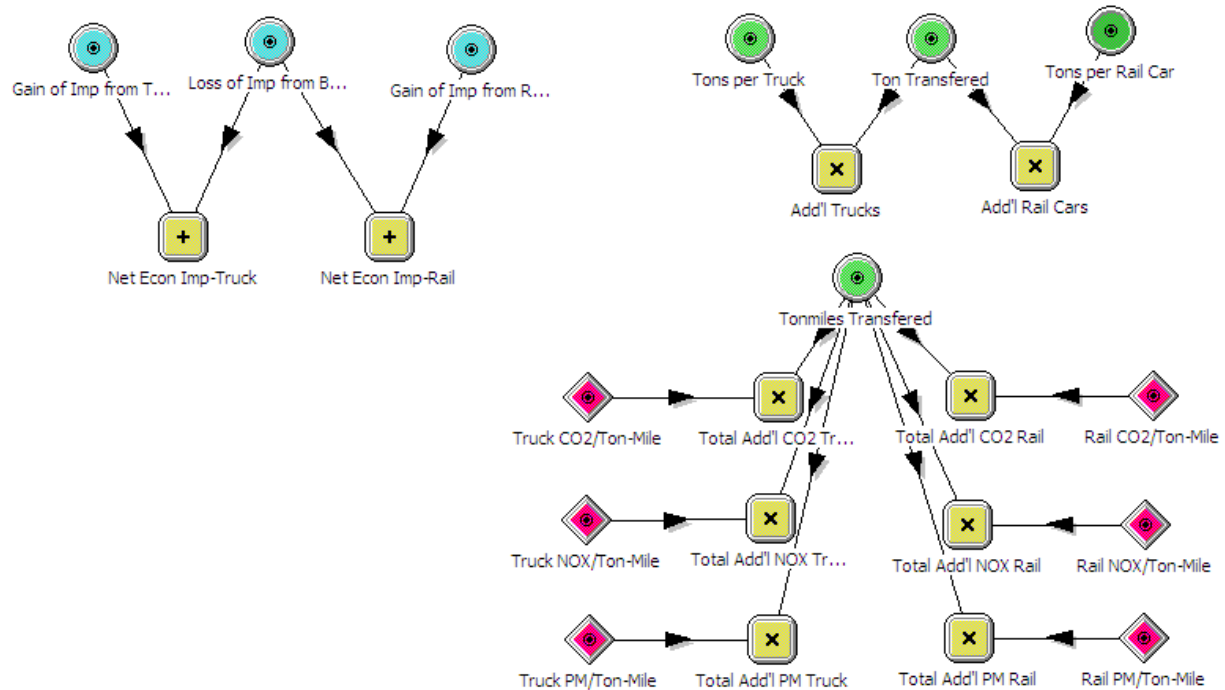 Gain of Imp from T...
Loss of Imp from B...
Gain of Imp from R...
Net Econ Imp-Truck
Net Econ Imp-Rail
Tons per Truck
Ton Transfered
Tons per Rail Car
Add'l Trucks
Add'l Rail Cars
Tonmiles Transfered
Truck CO2/Ton-Mile
Total Add'l CO2 Tr...
Total Add'l CO2 Rail
Rail CO2/Ton-Mile
Truck NOX/Ton-Mile
Total Add'l NOX Tr...
Total Add'l NOX Rail
Rail NOX/Ton-Mile
Truck PM/Ton-Mile
Total Add'l PM Truck
Total Add'l PM Rail
Rail PM/Ton-Mile